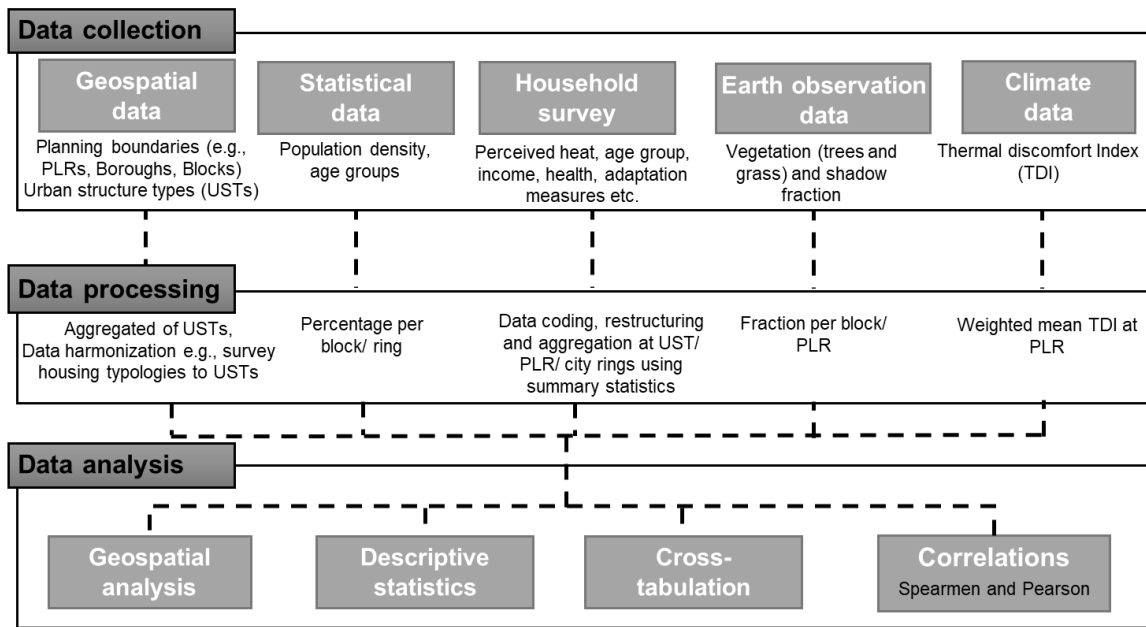 Data collection
Geospatial
data
Planning boundaries (e.g.,
PLRs, Boroughs, Blocks)
Urban structure types (USTs)
Statistical
data
Population density,
age groups
Household
survey
Perceived heat, age group,
income, health, adaptation
measures etc.
Earth observation
data
Vegetation (trees and
grass) and shadow
fraction
Climate
data
Thermal discomfort Index
(TDI)
Data processing
Aggregated of USTs,
Data harmonization e.g., survey
housing typologies to USTs
Percentage per
block/ ring
Data coding, restructuring
and aggregation at UST/
PLR/ city rings using
summary statistics
Fraction per block/
PLR
Weighted mean TDI at
PLR
Data analysis
Geospatial
analysis
Descriptive
statistics
Cross-
tabulation
Correlations
Spearmen and Pearson